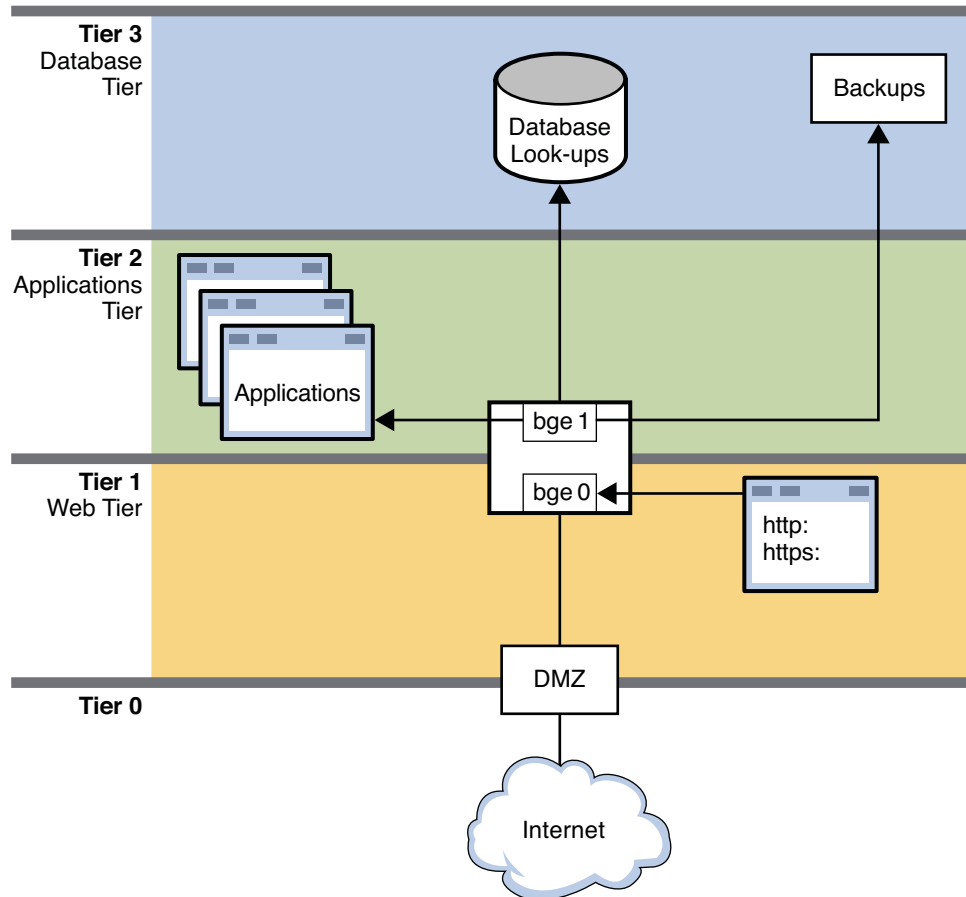 Tier 3
Database
Tier
Database
Look-ups
Backups
Tier 2
Applications
Tier
Applications
bge 1
Tier 1
Web Tier
bge 0
http:
https:
DMZ
Tier 0
Internet